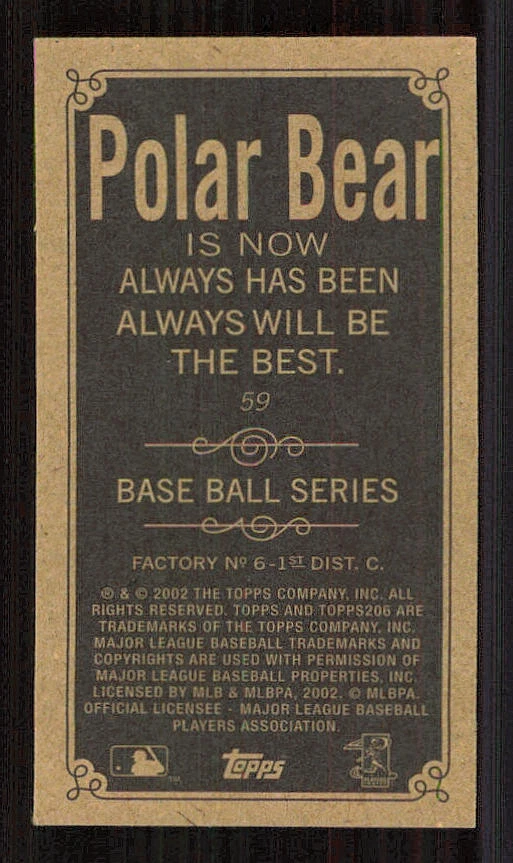 Polar Bear
IS NOW
ALWAYS HAS BEEN
ALWAYS WILL BE
THE BEST.
59
BASE BALL SERIES
FACTORY Nº 6-1ST DIST. C.
® & © 2002 THE TOPPS COMPANY, INC. ALL
RIGHTS RESERVED. TOPPS AND TOPPS206 ARE
TRADEMARKS OF THE TOPPS COMPANY, INC.
MAJOR LEAGUE BASEBALL TRADEMARKS AND
COPYRIGHTS ARE USED WITH PERMISSION OF
MAJOR LEAGUE BASEBALL PROPERTIES, INC.
LICENSED BY MLB & MLBPA, 2002. © MLBPA.
OFFICIAL LICENSEE - MAJOR LEAGUE BASEBALL
PLAYERS ASSOCIATION.
TM topps